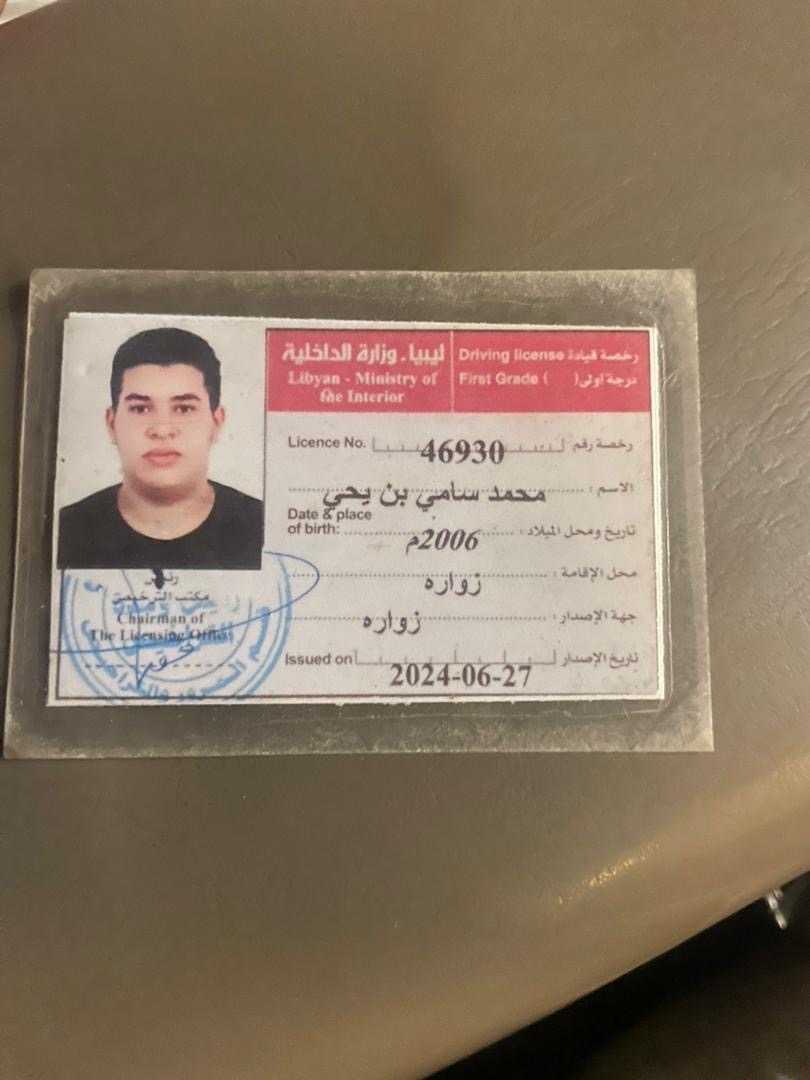 ليبيا - وزارة الداخلية
Libyan - Ministry of
the Interior
رخصة قيادة Driving license
درجة أولى( ) First Grade (
Licence No. 46930 رخصة رقم
الاسم : محمد سامي بن يحي
Date & place
of birth: 2006م تاريخ ومحل الميلاد :
محل الإقامة : زواره
جهة الإصدار : زواره
Issued on 2024-06-27 تاريخ الإصدار
رئيس
مكتب الترخيص
Chairman of
The Licensing Office